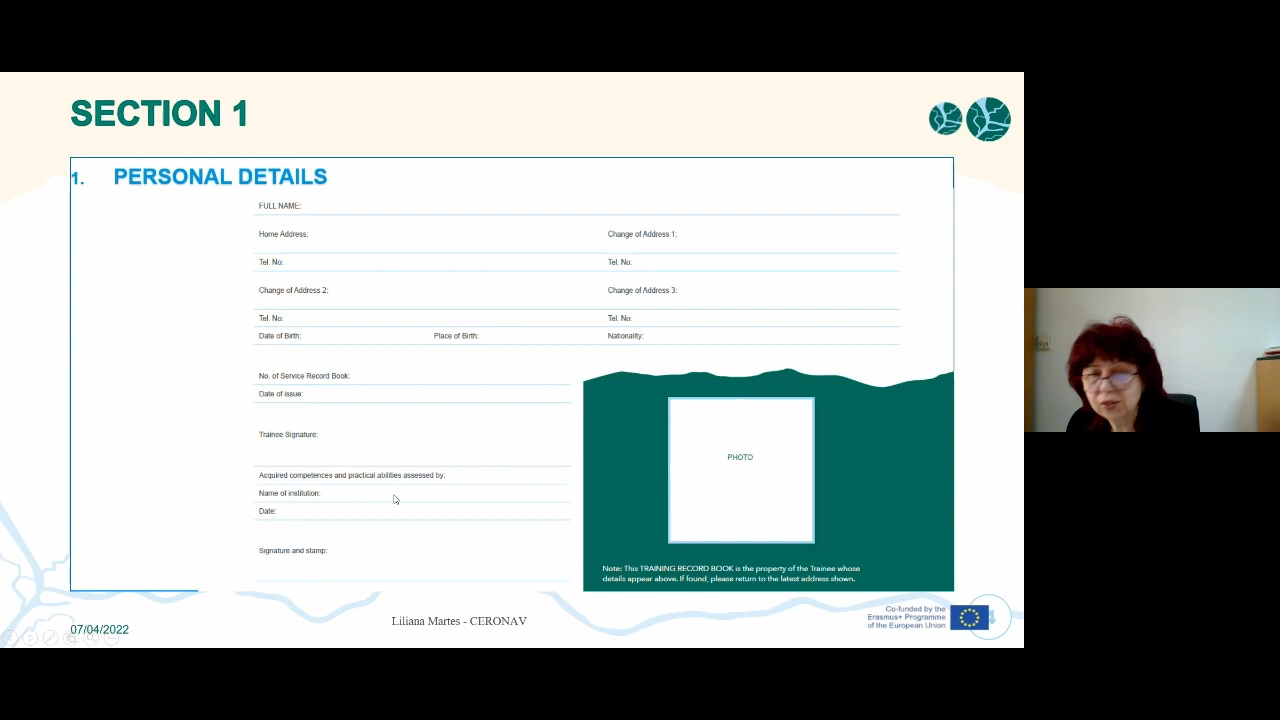 SECTION 1
1. PERSONAL DETAILS
FULL NAME:
Home Address: Change of Address 1:
Tel. No: Tel. No:
Change of Address 2: Change of Address 3:
Tel. No: Tel. No:
Date of Birth: Place of Birth: Nationality:
No. of Service Record Book:
Date of issue:
Trainee Signature:
Acquired competences and practical abilities assessed by:
Name of institution:
Date:
Signature and stamp:
PHOTO
Note: This TRAINING RECORD BOOK is the property of the Trainee whose
details appear above. If found, please return to the latest address shown.
07/04/2022
Liliana Martes - CERONAV
Co-funded by the
Erasmus+ Programme
of the European Union